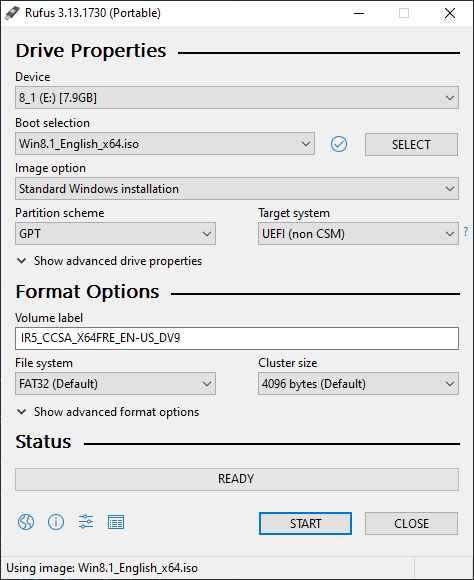 Rufus 3.13.1730 (Portable)
Drive Properties
Device
8_1 (E:) [7.9GB]
Boot selection
Win8.1_English_x64.iso
SELECT
Image option
Standard Windows installation
Partition scheme
Target system
GPT
UEFI (non CSM)
?
Show advanced drive properties
Format Options
Volume label
IR5_CCSA_X64FRE_EN-US_DV9
File system
Cluster size
FAT32 (Default)
4096 bytes (Default)
Show advanced format options
Status
READY
START
CLOSE
Using image: Win8.1_English_x64.iso